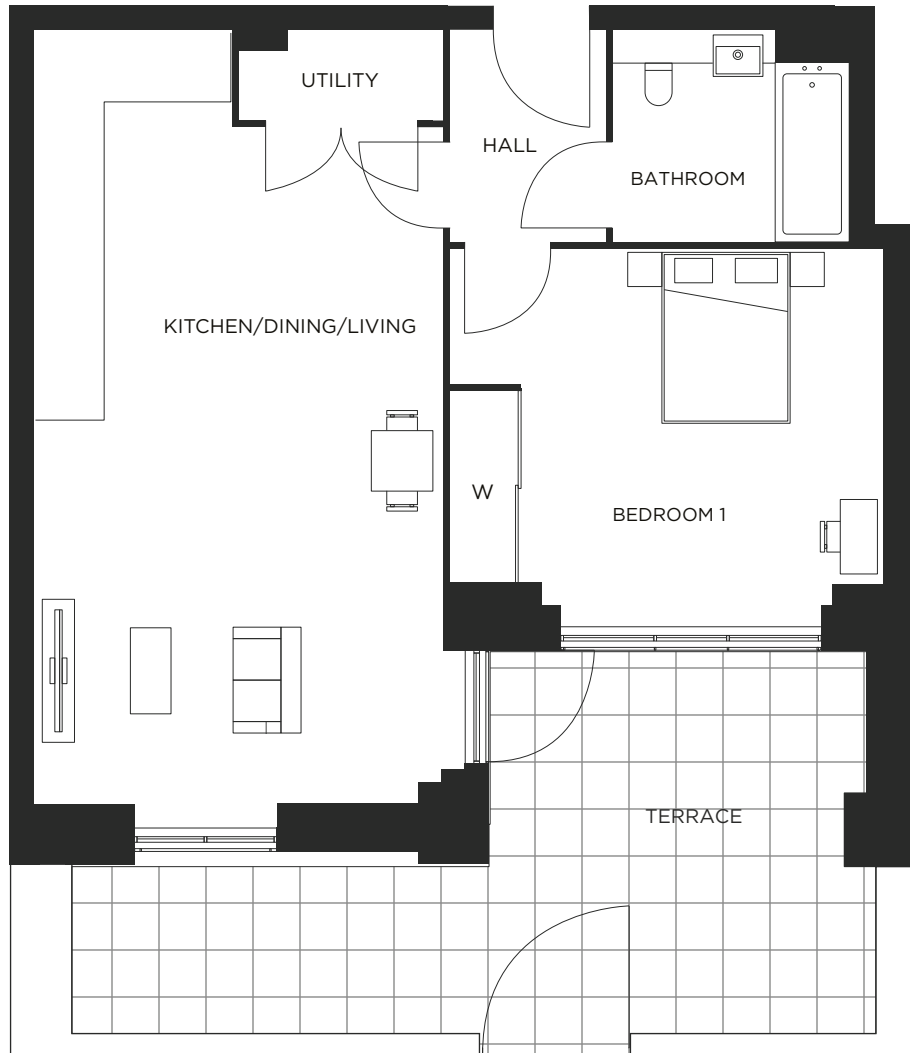 UTILITY
HALL
BATHROOM
KITCHEN/DINING/LIVING
W
BEDROOM 1
TERRACE